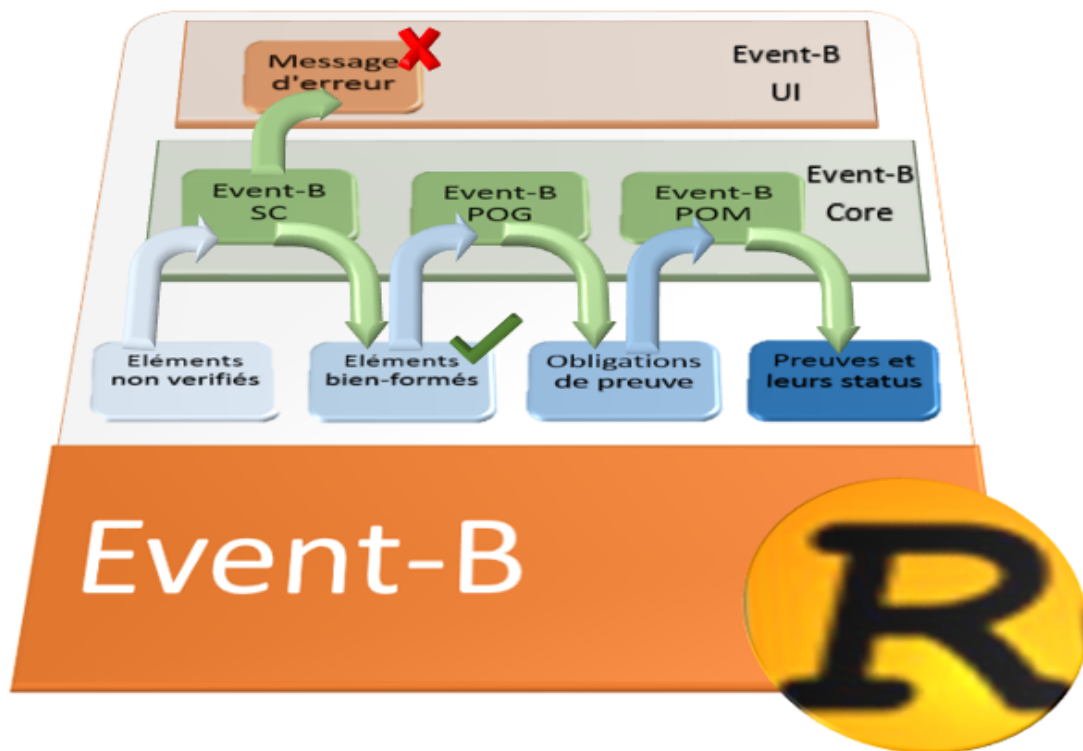 Message
d'erreur
Event-B
UI
Event-B
SC
Event-B
POG
Event-B
POM
Event-B
Core
Eléments
non verifiés
Eléments
bien-formés
Obligations
de preuve
Preuves et
leurs status
Event-B
R